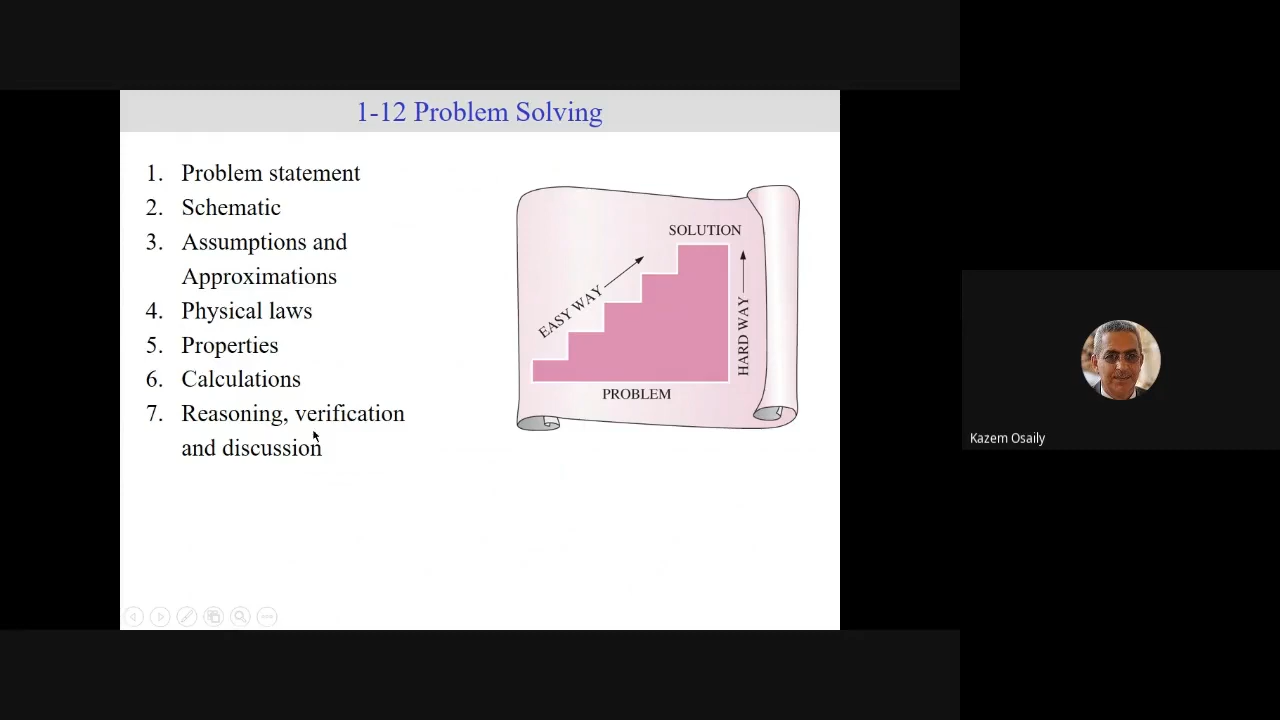 1-12 Problem Solving
1. Problem statement
2. Schematic
3. Assumptions and
Approximations
4. Physical laws
5. Properties
6. Calculations
7. Reasoning, verification
and discussion
SOLUTION
EASY WAY
HARD WAY
PROBLEM
Kazem Osaily